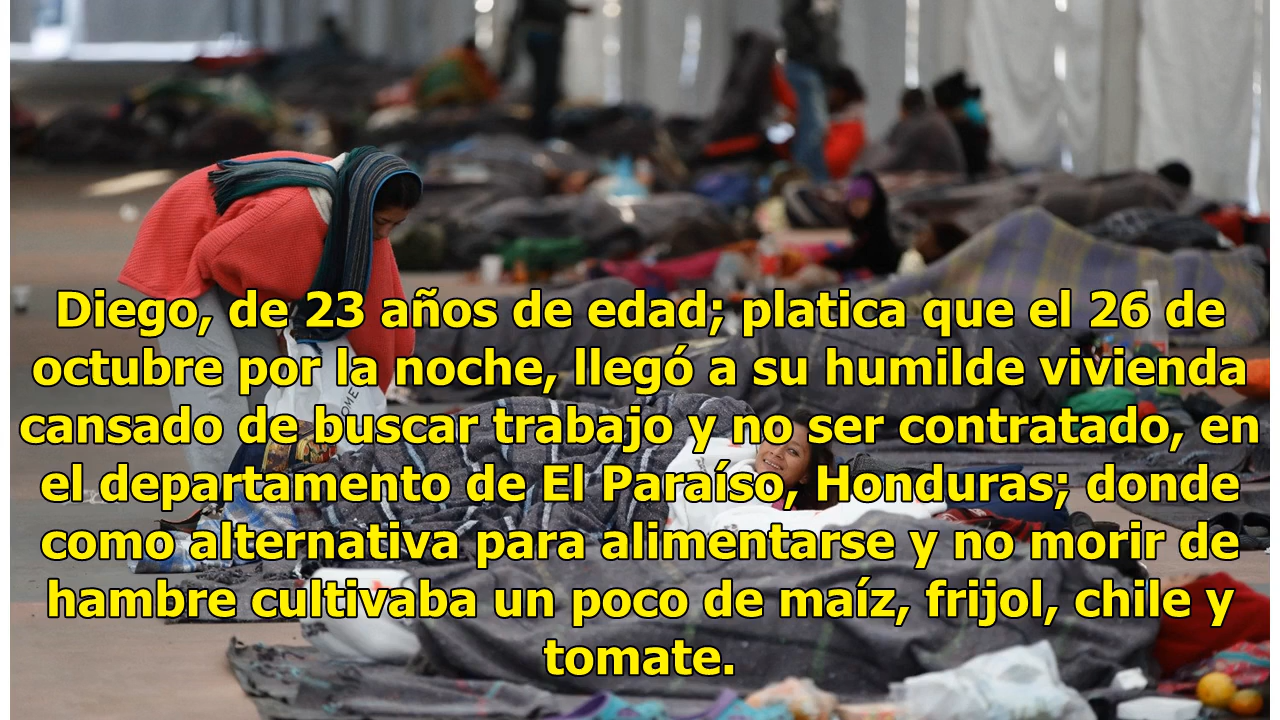 Diego, de 23 años de edad; platica que el 26 de
octubre por la noche, llegó a su humilde vivienda
cansado de buscar trabajo y no ser contratado, en
el departamento de El Paraíso, Honduras; donde
como alternativa para alimentarse y no morir de
hambre cultivaba un poco de maíz, frijol, chile y
tomate.